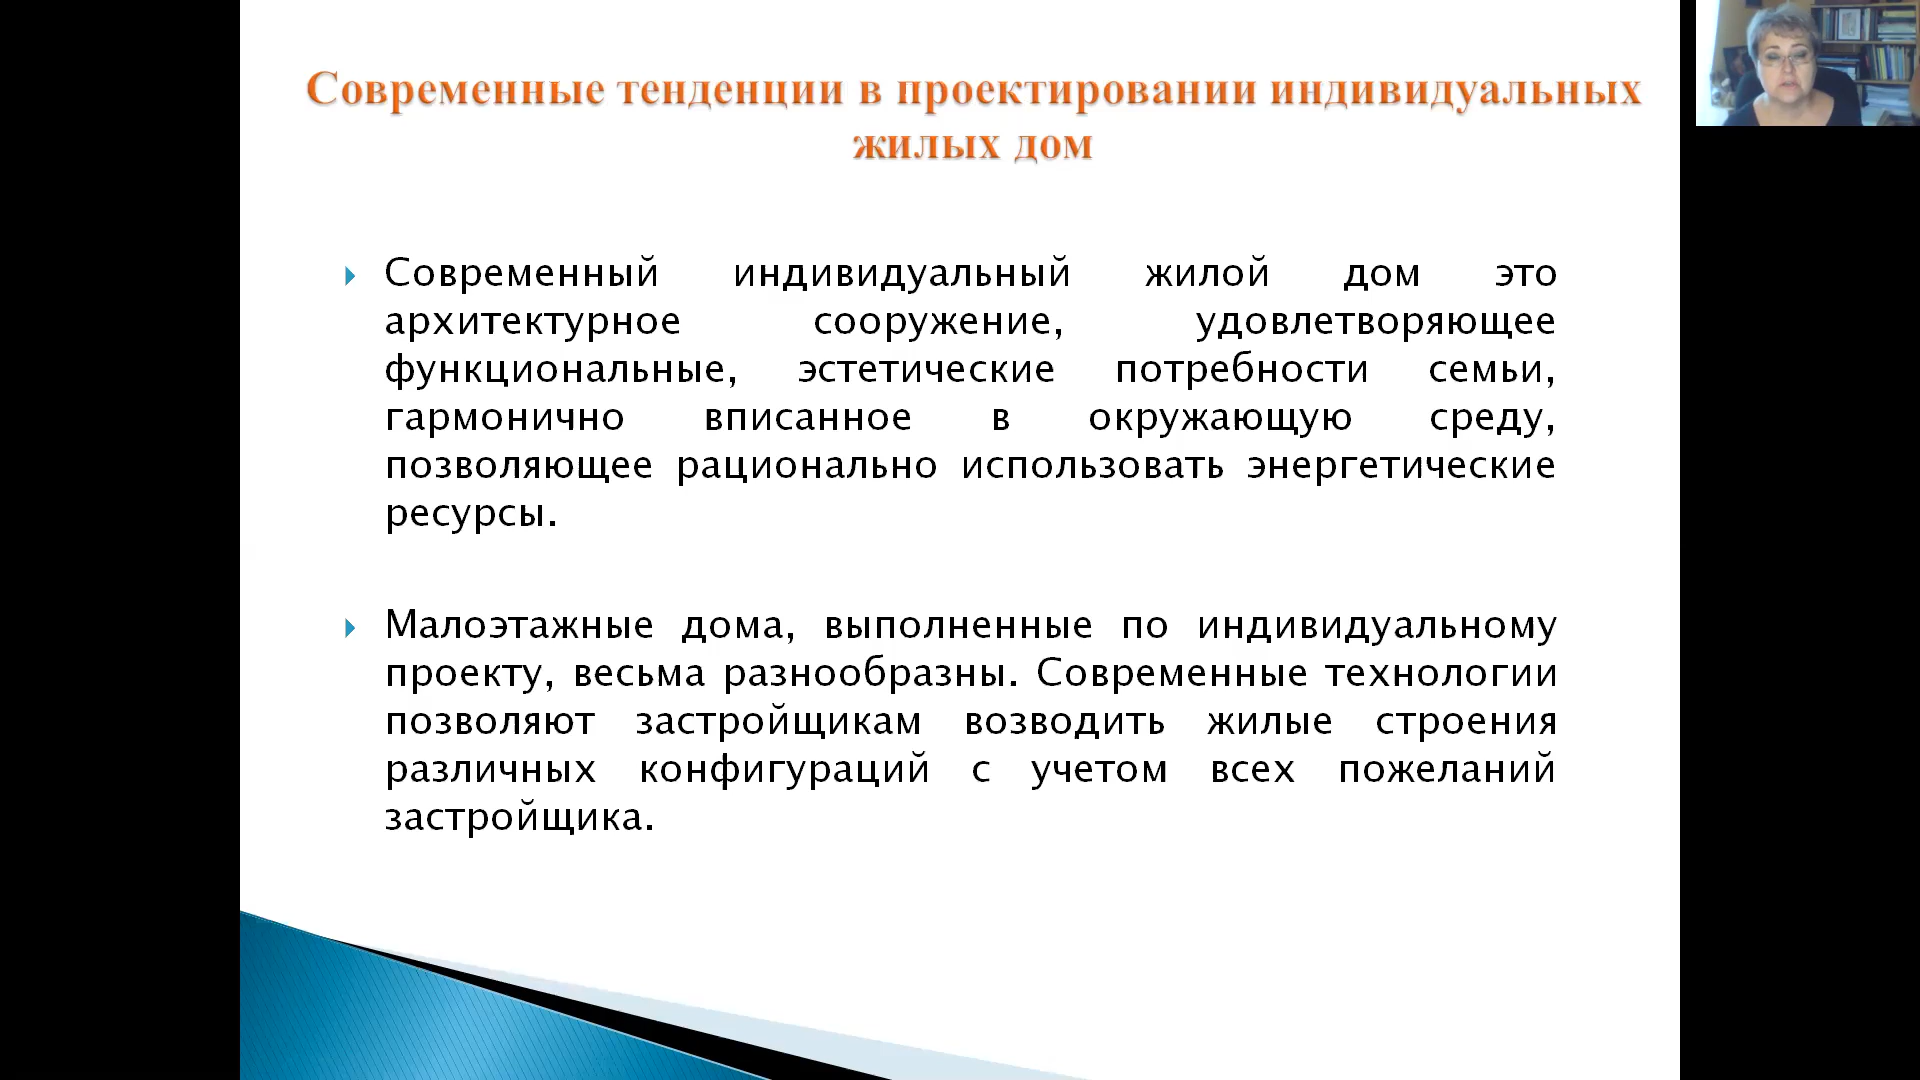 Современные тенденции в проектировании индивидуальных
жилых дом
Современный индивидуальный жилой дом это
архитектурное сооружение, удовлетворяющее
функциональные, эстетические потребности семьи,
гармонично вписанное в окружающую среду,
позволяющее рационально использовать энергетические
ресурсы.
Малоэтажные дома, выполненные по индивидуальному
проекту, весьма разнообразны. Современные технологии
позволяют застройщикам возводить жилые строения
различных конфигураций с учетом всех пожеланий
застройщика.